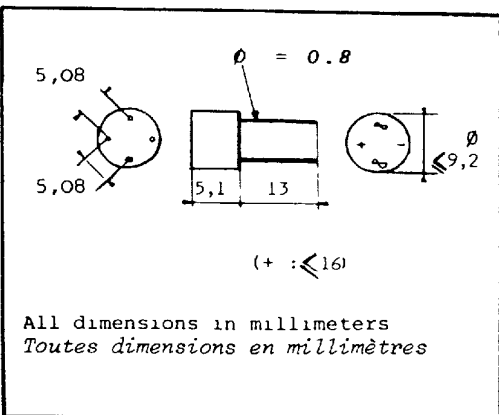 ø = 0.8
5,08
5,08
5,1 13
+ ~ ~ -
ø
≤9,2
(+ :≤16)
All dimensions in millimeters
Toutes dimensions en millimètres